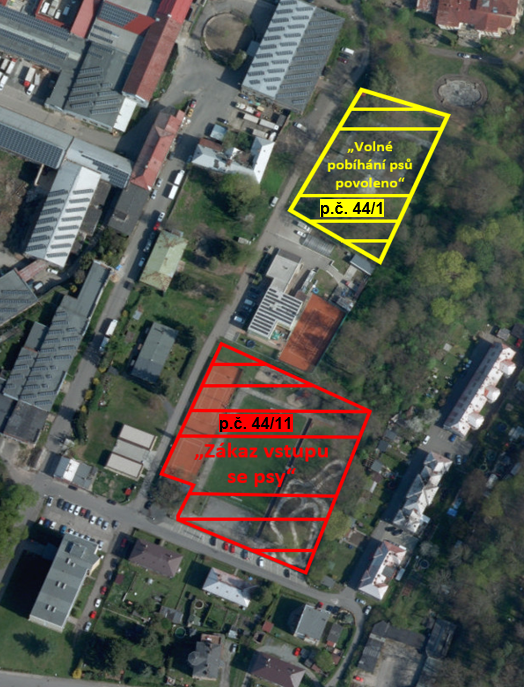 „Volné
pobíhání psů
povoleno“
p.č. 44/1
p.č. 44/11
„Zákaz vstupu
se psy“